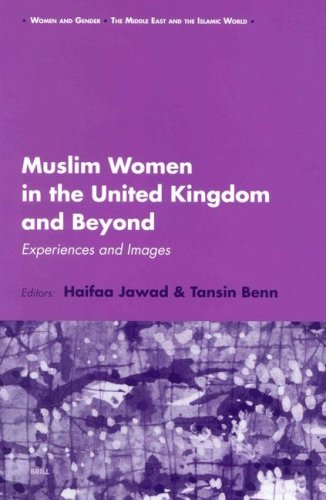 • Women and Gender • The Middle East and the Islamic World •
Muslim Women
in the United Kingdom
and Beyond
Experiences and Images
Editors: Haifaa Jawad & Tansin Benn
BRILL